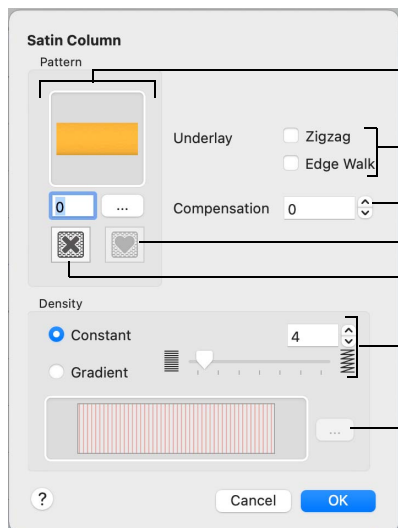 Satin Column
Pattern
Underlay Zigzag
Edge Walk
0 ... Compensation 0
Density
Constant 4
Gradient
...
? Cancel OK